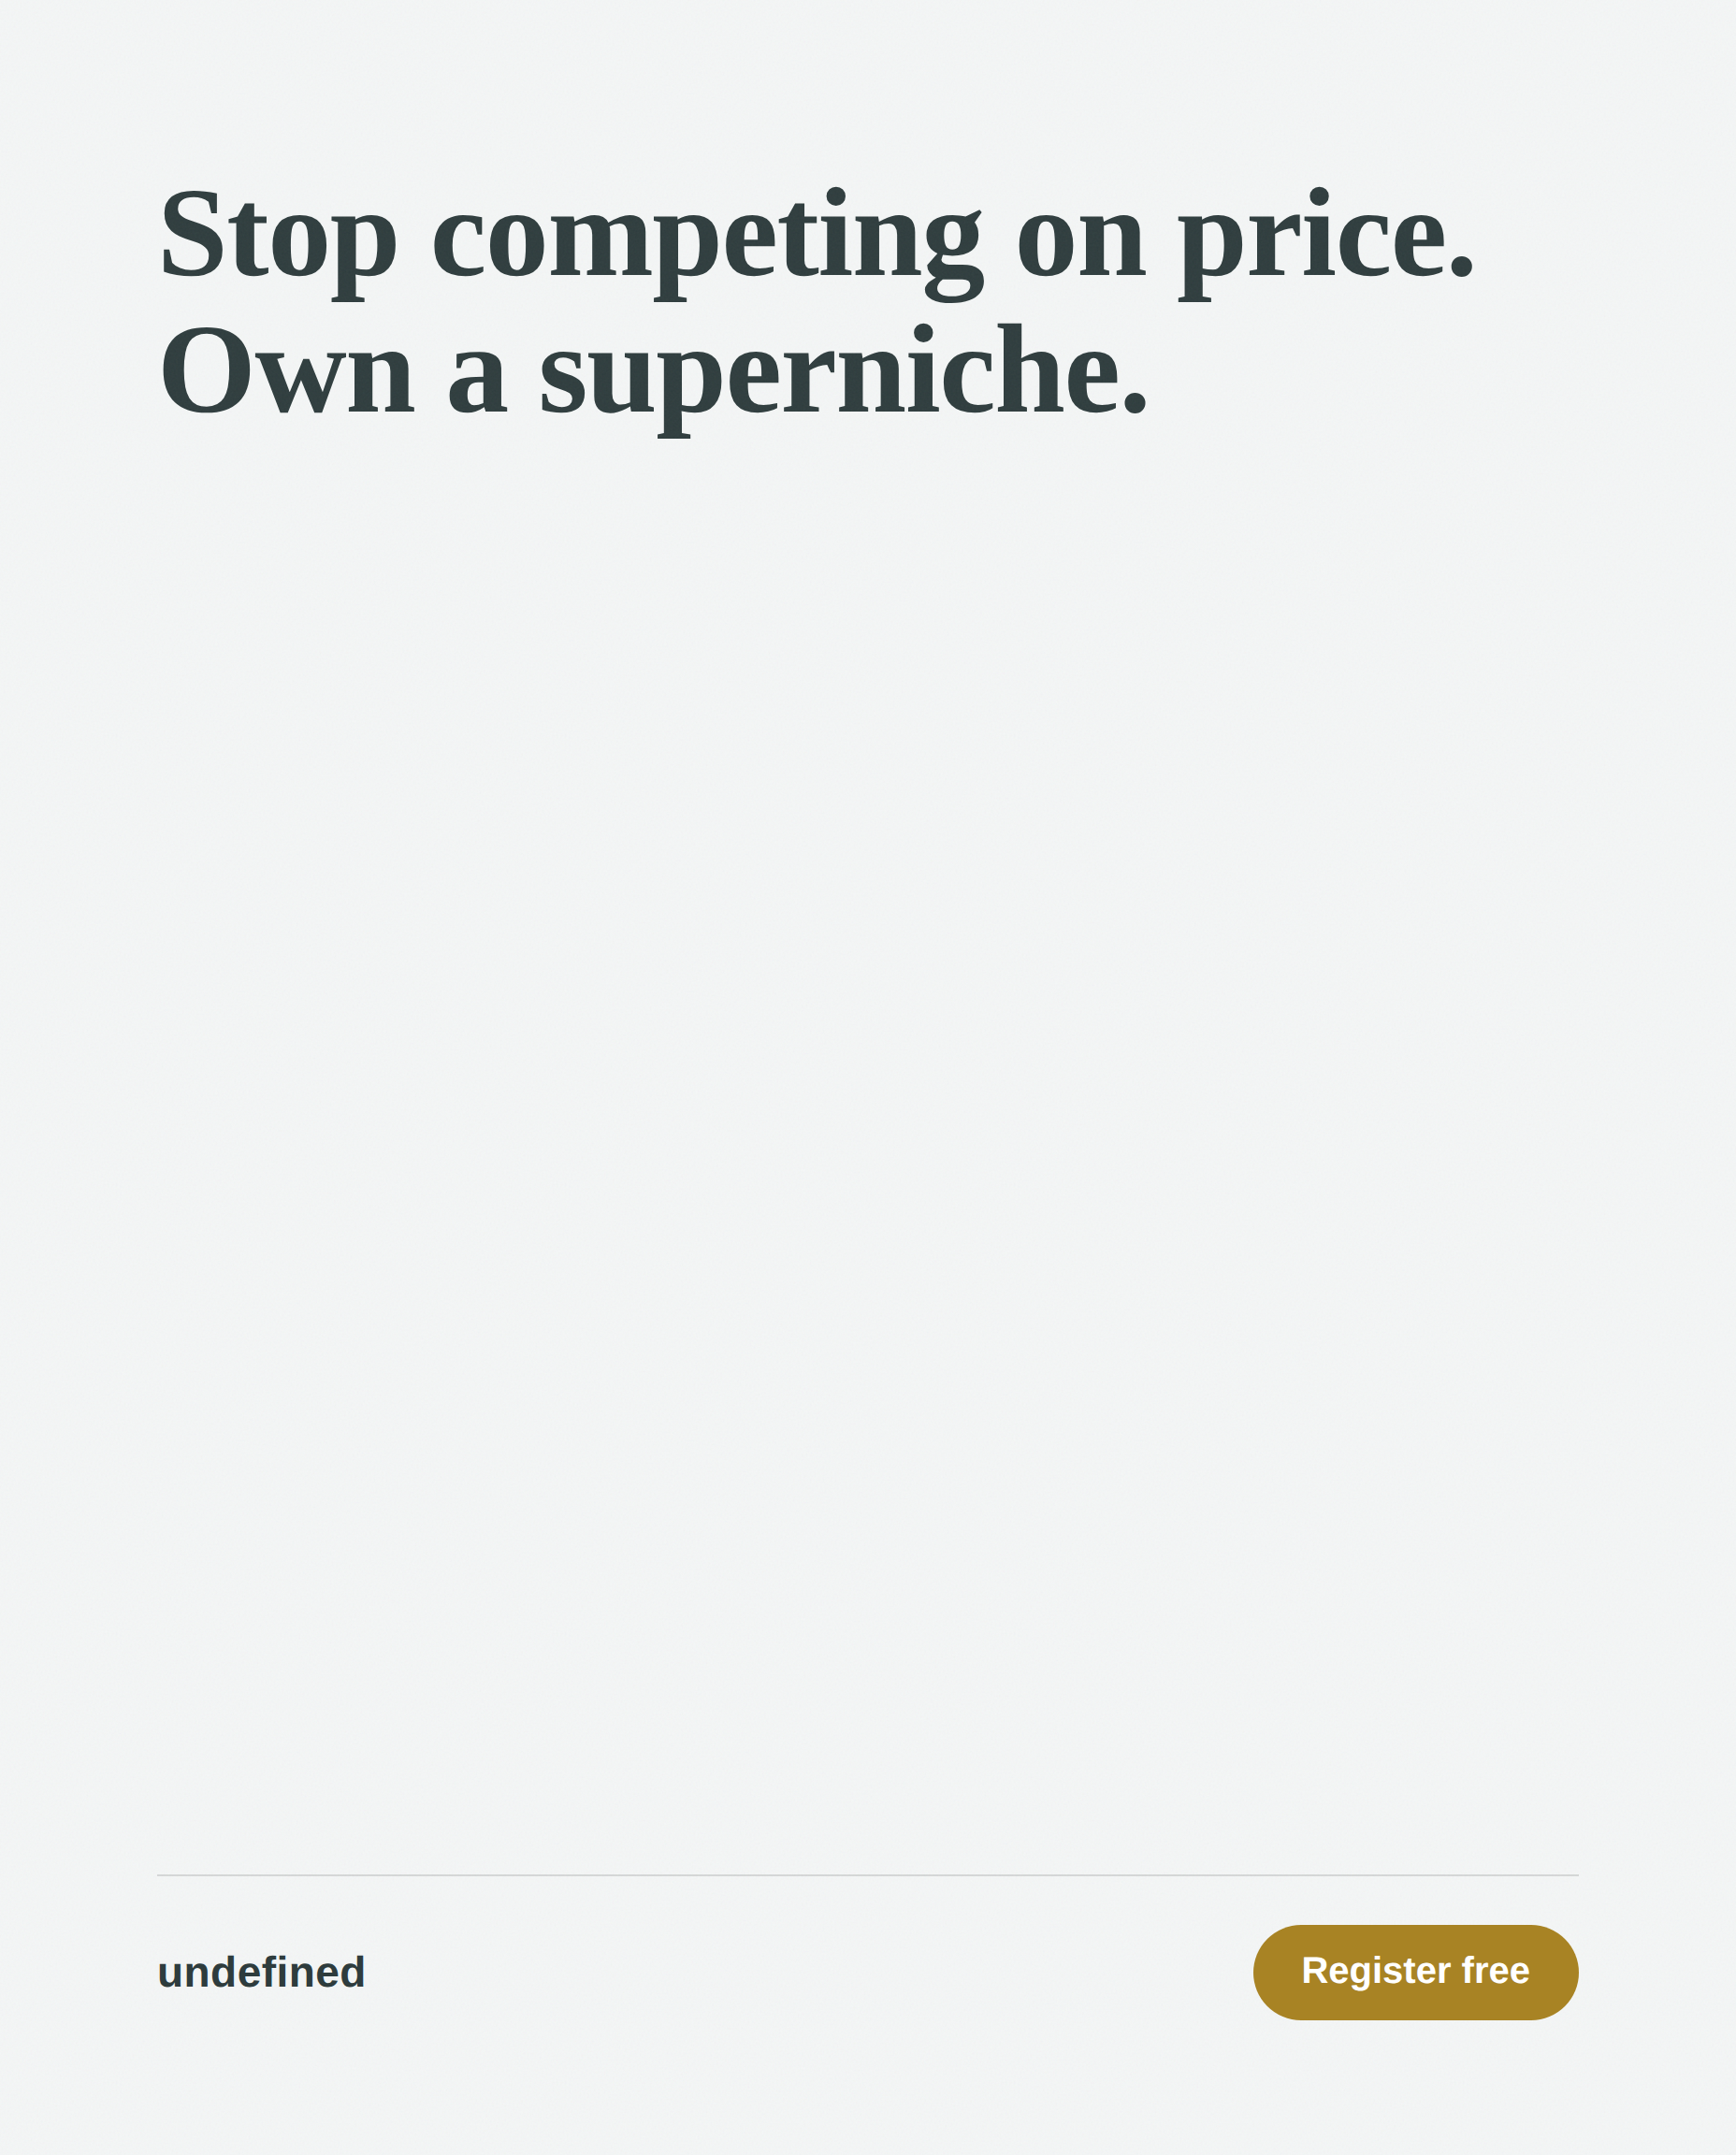 Stop competing on price.
Own a superniche.
undefined
Register free